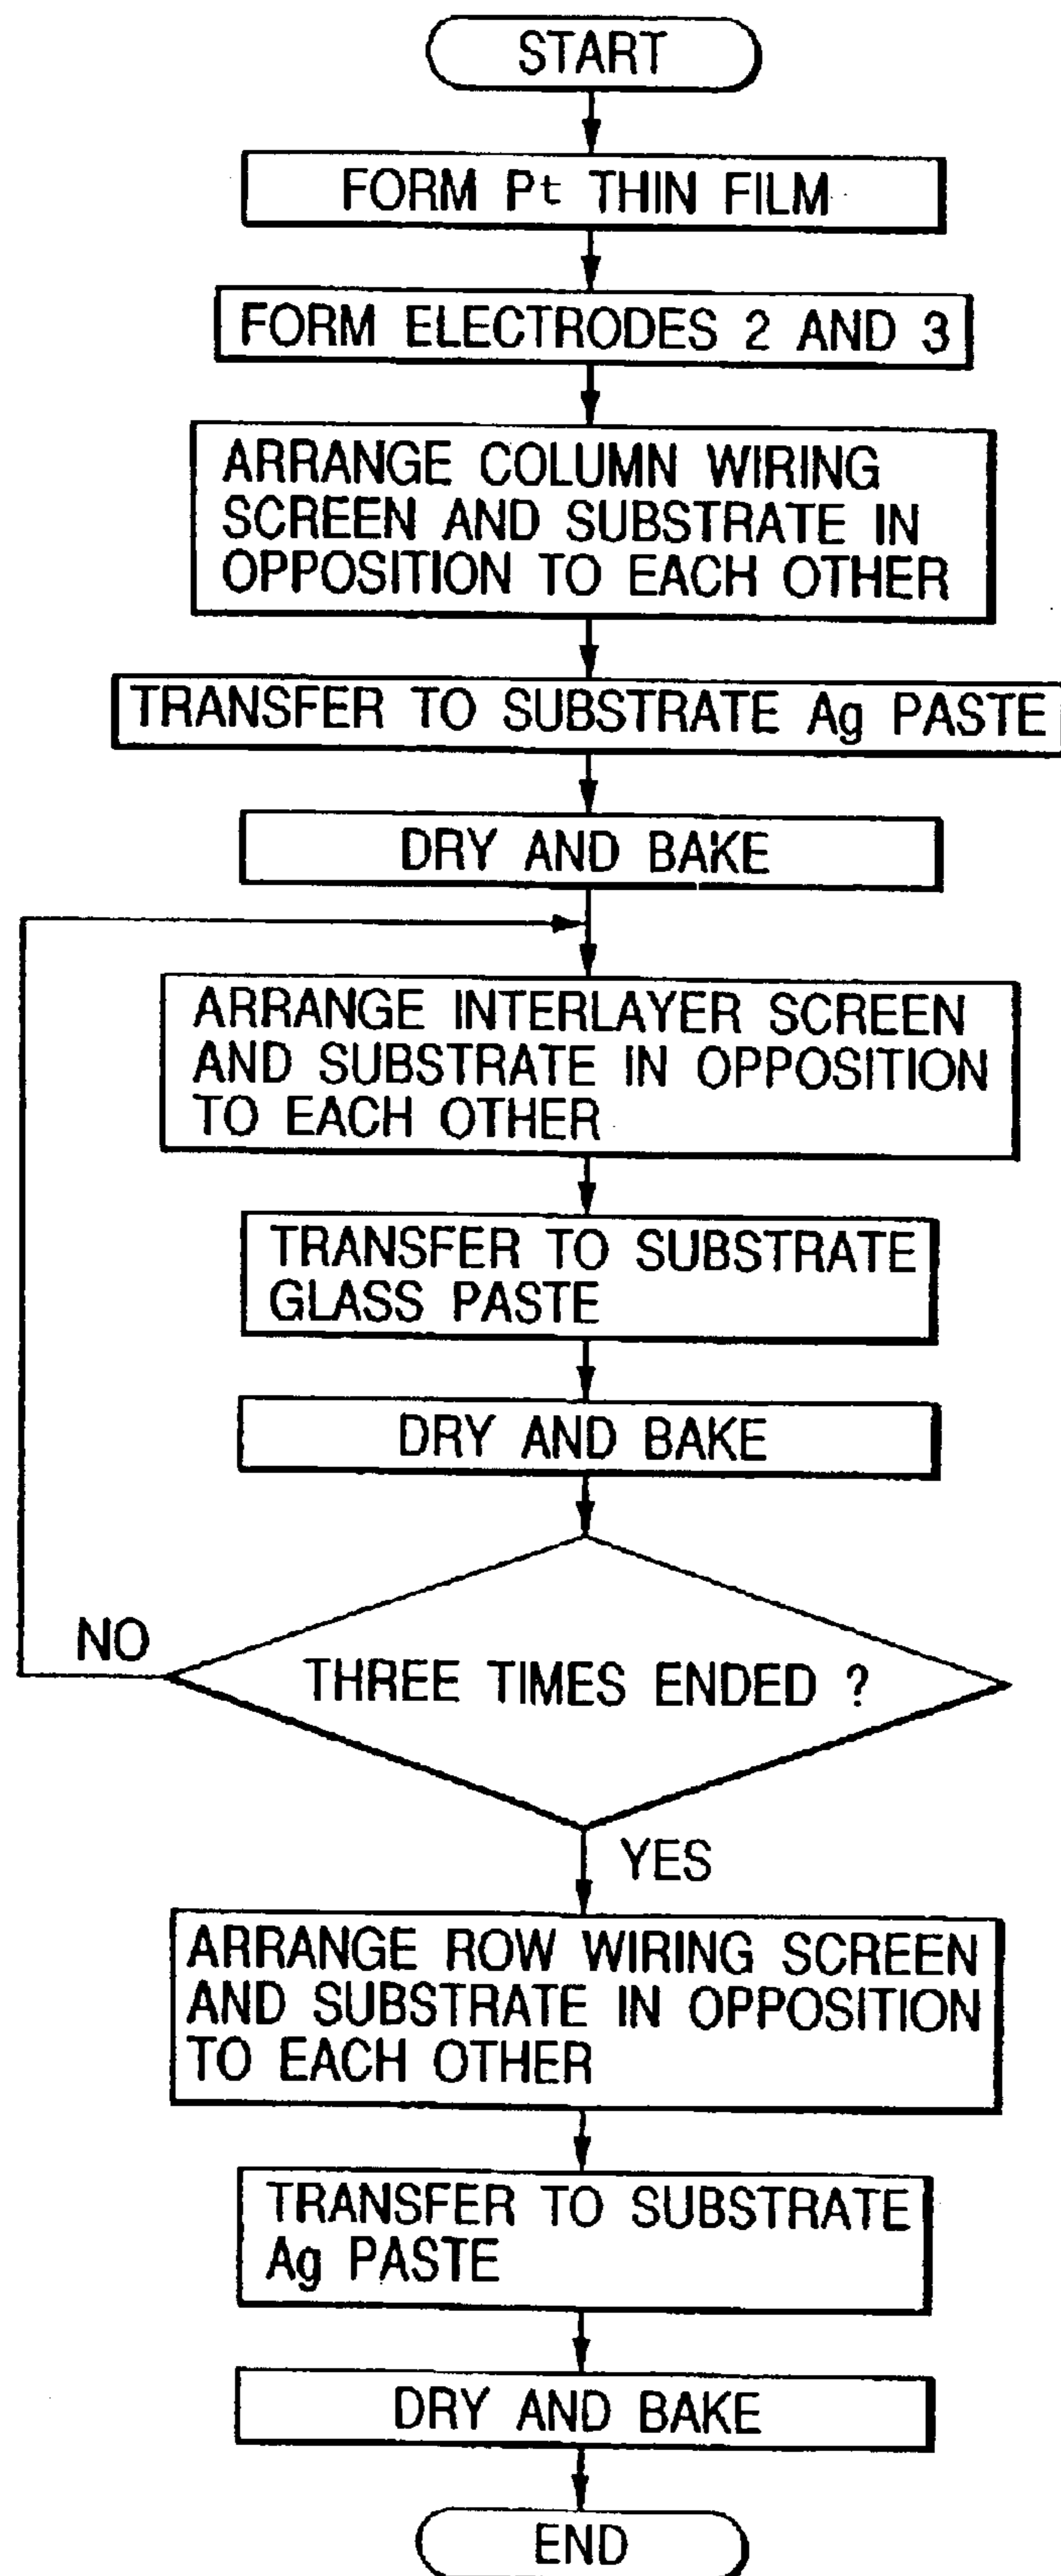 START
FORM Pt THIN FILM
FORM ELECTRODES 2 AND 3
ARRANGE COLUMN WIRING
SCREEN AND SUBSTRATE IN
OPPOSITION TO EACH OTHER
TRANSFER TO SUBSTRATE Ag PASTE
DRY AND BAKE
ARRANGE INTERLAYER SCREEN
AND SUBSTRATE IN OPPOSITION
TO EACH OTHER
TRANSFER TO SUBSTRATE
GLASS PASTE
DRY AND BAKE
NO
THREE TIMES ENDED ?
YES
ARRANGE ROW WIRING SCREEN
AND SUBSTRATE IN OPPOSITION
TO EACH OTHER
TRANSFER TO SUBSTRATE
Ag PASTE
DRY AND BAKE
END